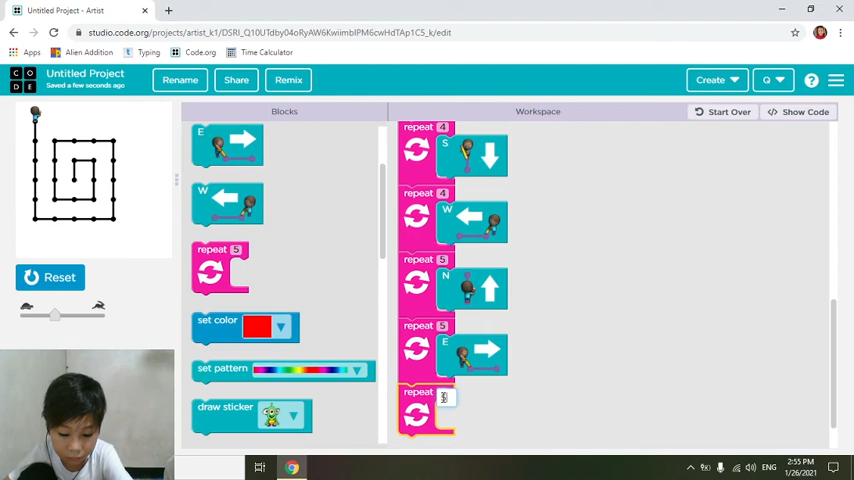 Untitled Project - Artist
studio.code.org/projects/artist_k1/DSRI_Q10UTdby04oRyAW6KwiimbIPM6cwHdTAp1C5_k/edit
Apps
Alien Addition
Typing
Code.org
Time Calculator
C O
D E
Untitled Project
Saved a few seconds ago
Rename
Share
Remix
Create
Q
?
Blocks
Workspace
Start Over
Show Code
E
W
repeat 5
set color
set pattern
draw sticker
Reset
repeat 4
S
repeat 4
W
repeat 5
N
repeat 5
E
repeat
ENG
2:55 PM
1/26/2021